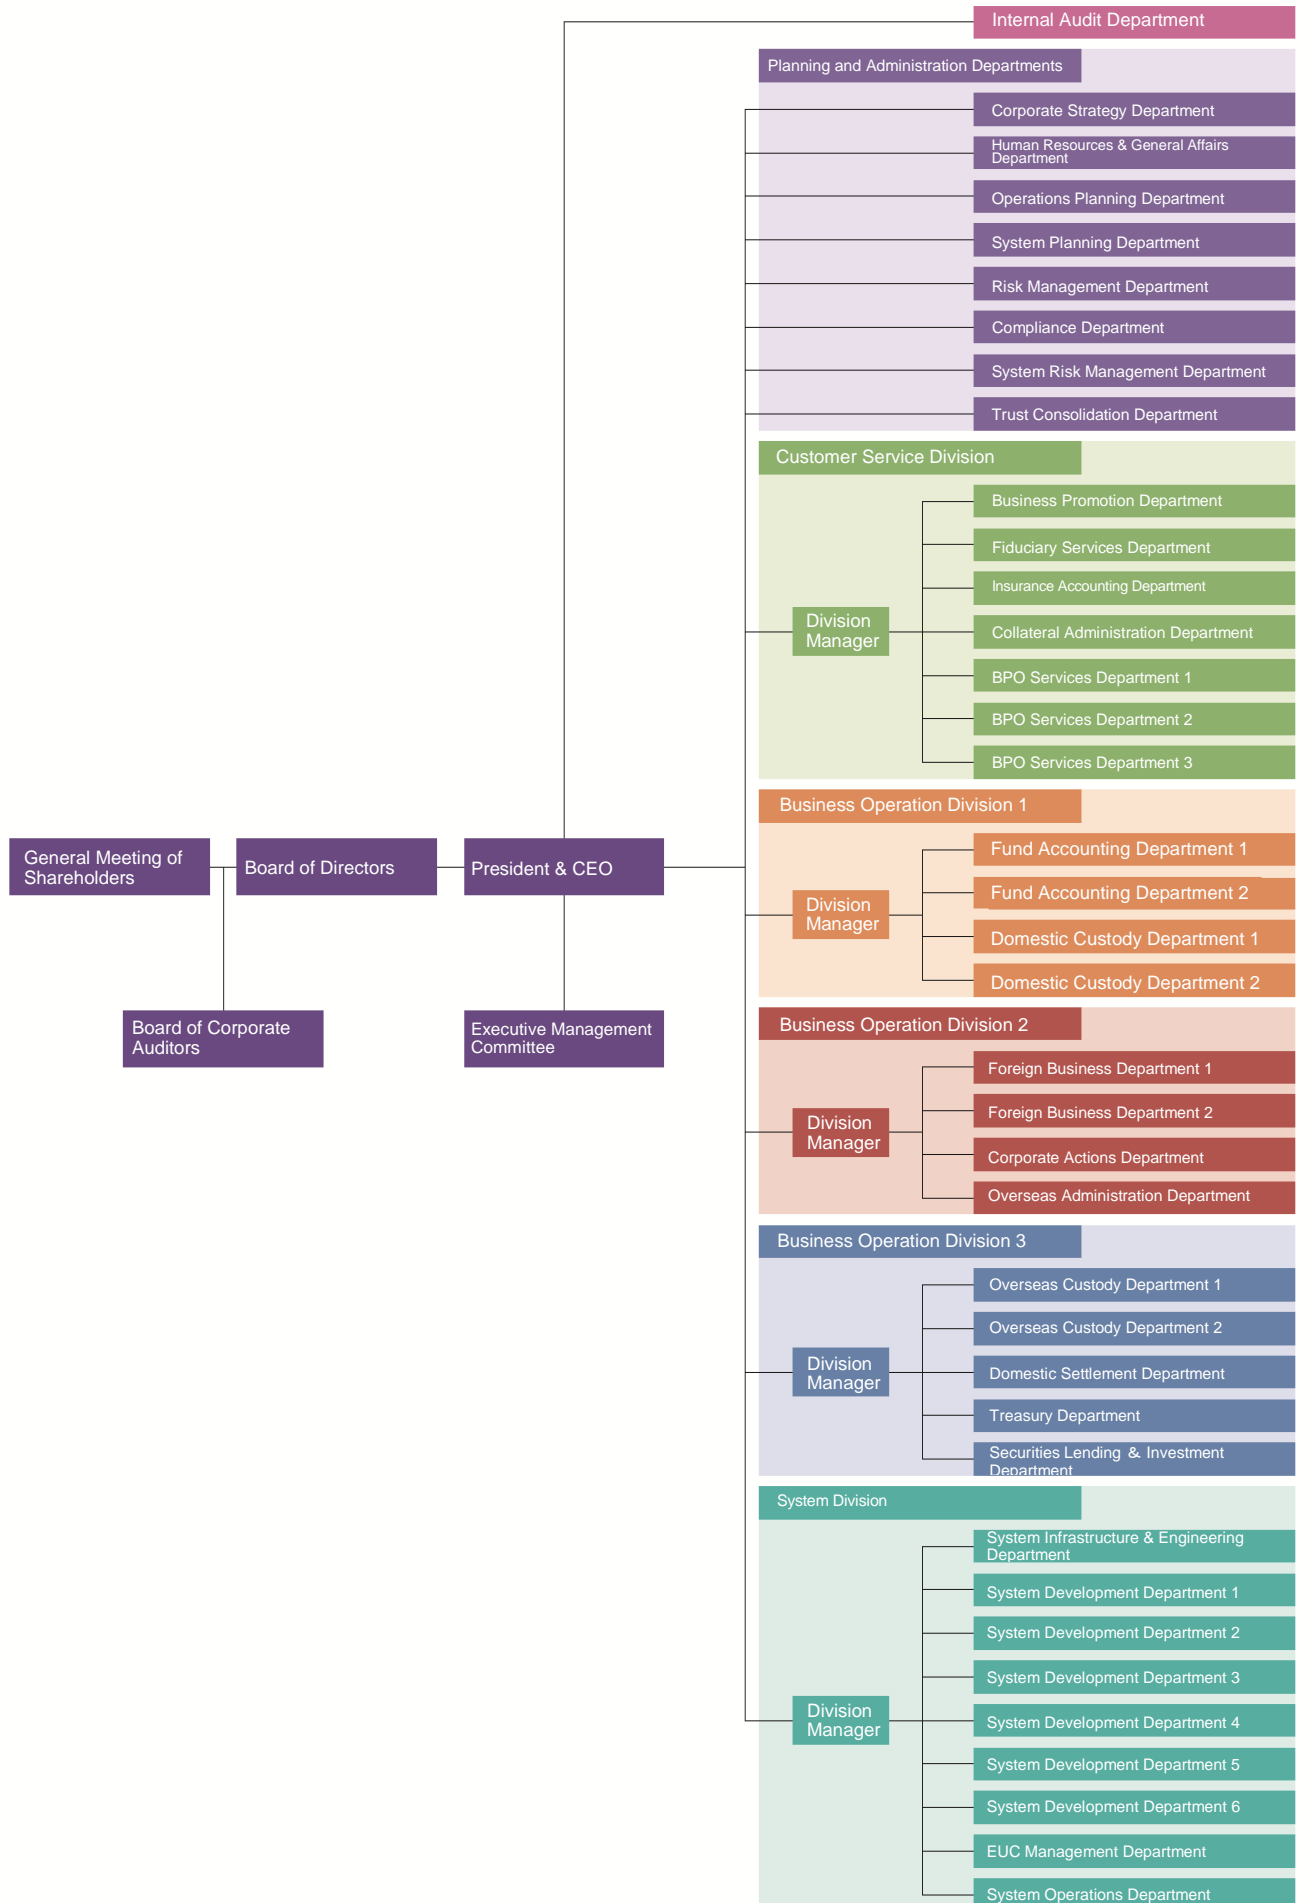 Internal Audit Department
Planning and Administration Departments
Corporate Strategy Department
Human Resources & General Affairs
Department
Operations Planning Department
System Planning Department
Risk Management Department
Compliance Department
System Risk Management Department
Trust Consolidation Department
Customer Service Division
Business Promotion Department
Fiduciary Services Department
Insurance Accounting Department
Division
Manager
Collateral Administration Department
BPO Services Department 1
BPO Services Department 2
BPO Services Department 3
General Meeting of
Shareholders
Board of Directors
President & CEO
Board of Corporate
Auditors
Executive Management
Committee
Business Operation Division 1
Fund Accounting Department 1
Fund Accounting Department 2
Division
Manager
Domestic Custody Department 1
Domestic Custody Department 2
Business Operation Division 2
Foreign Business Department 1
Foreign Business Department 2
Division
Manager
Corporate Actions Department
Overseas Administration Department
Business Operation Division 3
Overseas Custody Department 1
Overseas Custody Department 2
Division
Manager
Domestic Settlement Department
Treasury Department
Securities Lending & Investment
Department
System Division
System Infrastructure & Engineering
Department
System Development Department 1
System Development Department 2
System Development Department 3
Division
Manager
System Development Department 4
System Development Department 5
System Development Department 6
EUC Management Department
System Operations Department